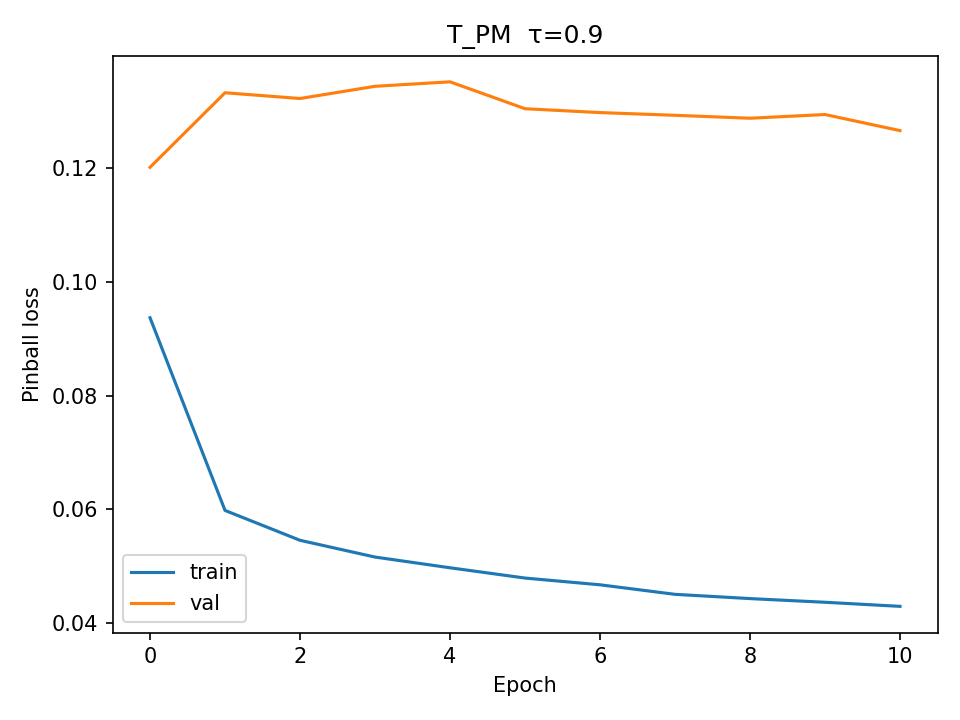 T_PM τ=0.9
Pinball loss
0.12
0.10
0.08
0.06
0.04
train
val
0 2 4 6 8 10
Epoch